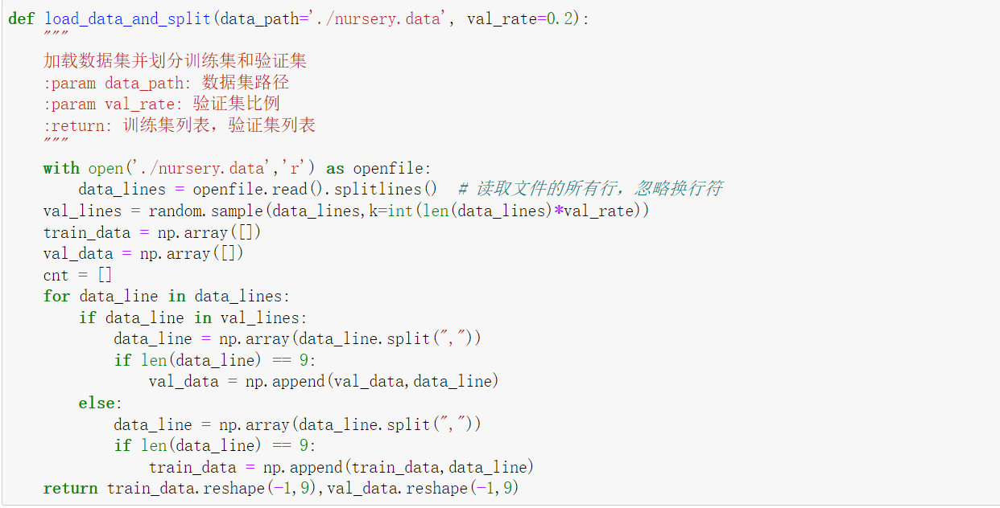 def load_data_and_split(data_path='./nursery.data', val_rate=0.2):
    """
    加载数据集并划分训练集和验证集
    :param data_path: 数据集路径
    :param val_rate: 验证集比例
    :return: 训练集列表，验证集列表
    """
    with open('./nursery.data','r') as openfile:
        data_lines = openfile.read().splitlines()  # 读取文件的所有行，忽略换行符
    val_lines = random.sample(data_lines,k=int(len(data_lines)*val_rate))
    train_data = np.array([])
    val_data = np.array([])
    cnt = []
    for data_line in data_lines:
        if data_line in val_lines:
            data_line = np.array(data_line.split(","))
            if len(data_line) == 9:
                val_data = np.append(val_data,data_line)
        else:
            data_line = np.array(data_line.split(","))
            if len(data_line) == 9:
                train_data = np.append(train_data,data_line)
    return train_data.reshape(-1,9),val_data.reshape(-1,9)